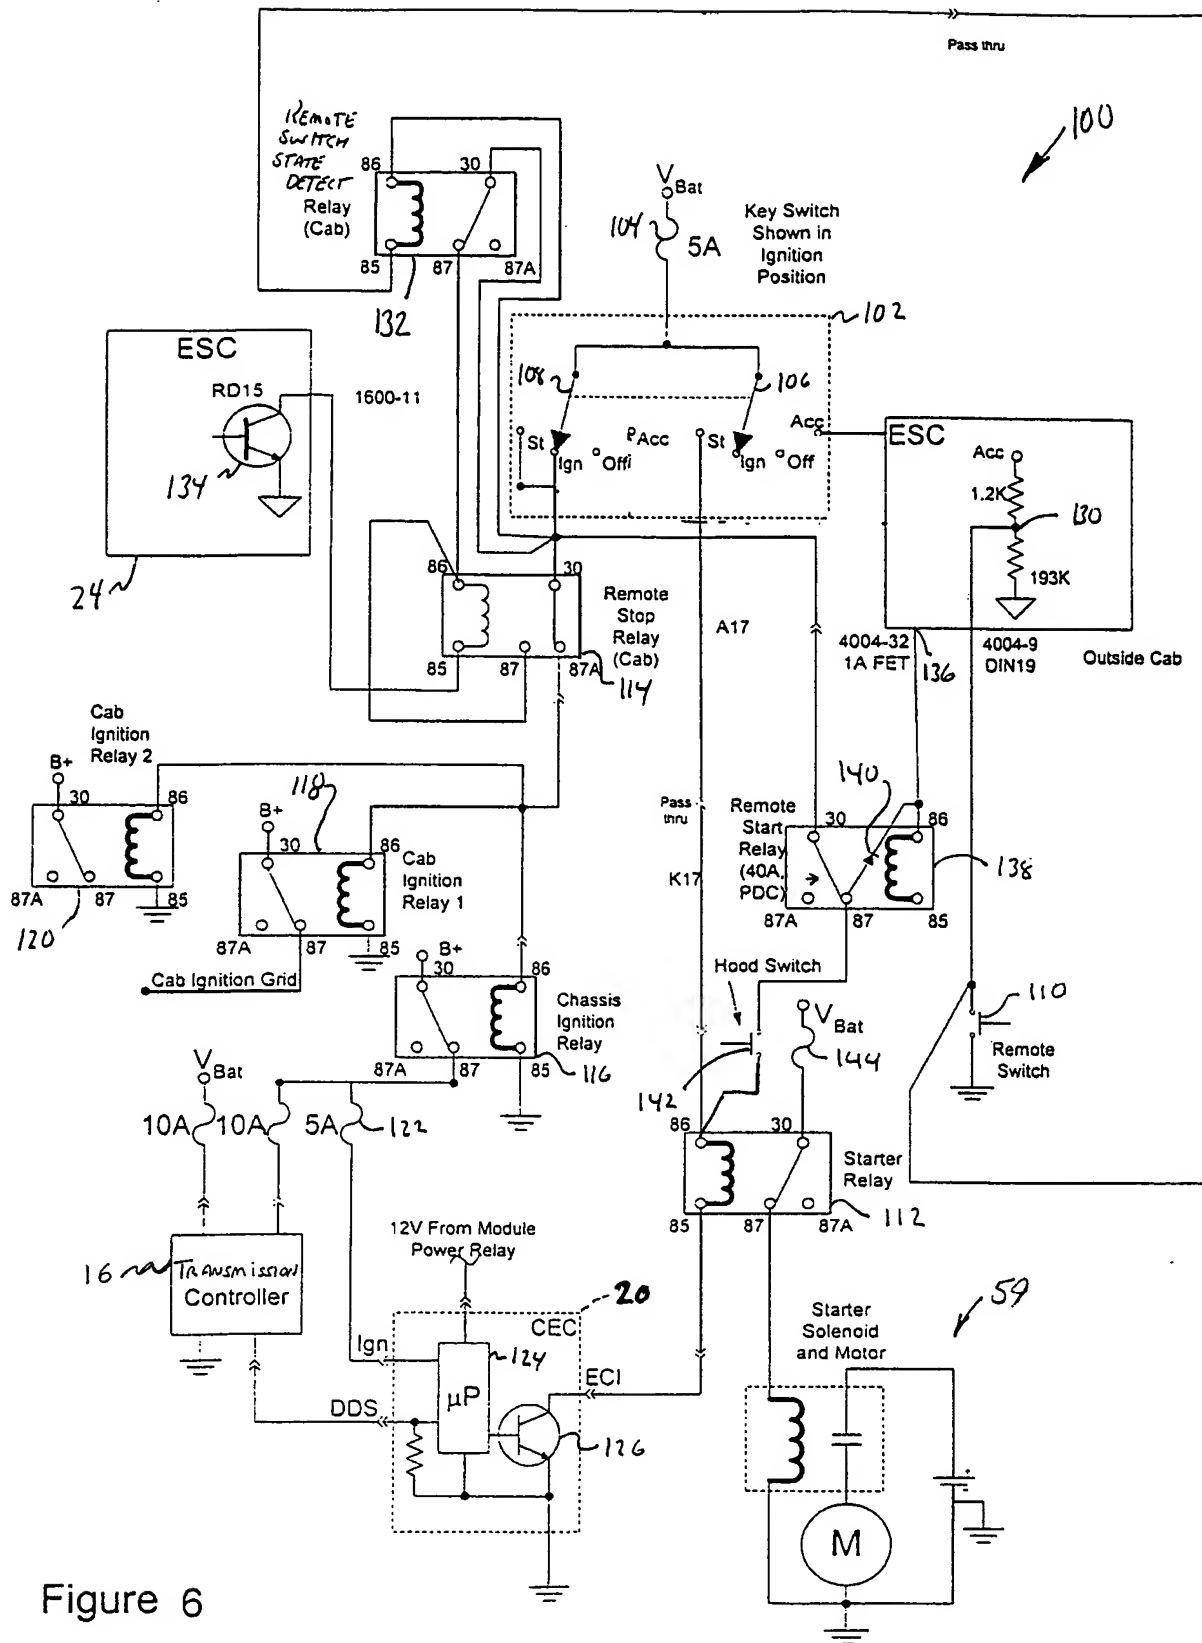 Pass thru
100
REMOTE
SWITCH
STATE
DETECT
Relay
(Cab)
86
30
85
87
87A
132
V Bat
104
5A
Key Switch
Shown in
Ignition
Position
102
108
106
St
Ign
Offi
Acc
St
Ign
Off
Acc
ESC
RD15
134
24
1600-11
ESC
Acc
1.2K
130
193K
4004-32
1A FET
136
4004-9
DIN19
Outside Cab
86
30
Remote
Stop
Relay
(Cab)
85
87
87A
114
A17
Cab
Ignition
Relay 2
B+
30
86
87A
87
85
120
118
B+
30
86
Cab
Ignition
Relay 1
87A
87
85
Cab Ignition Grid
Pass
thru
K17
140
Remote
Start
Relay
(40A,
PDC)
30
86
138
87A
87
85
B+
30
86
Chassis
Ignition
Relay
87A
87
85
116
Hood Switch
142
V Bat
144
110
Remote
Switch
V Bat
10A
10A
5A
122
86
30
Starter
Relay
85
87
87A
112
16
TRANSMISSION
Controller
12V From Module
Power Relay
20
CEC
Ign
124
µP
ECI
DDS
126
Starter
Solenoid
and Motor
59
M
Figure 6